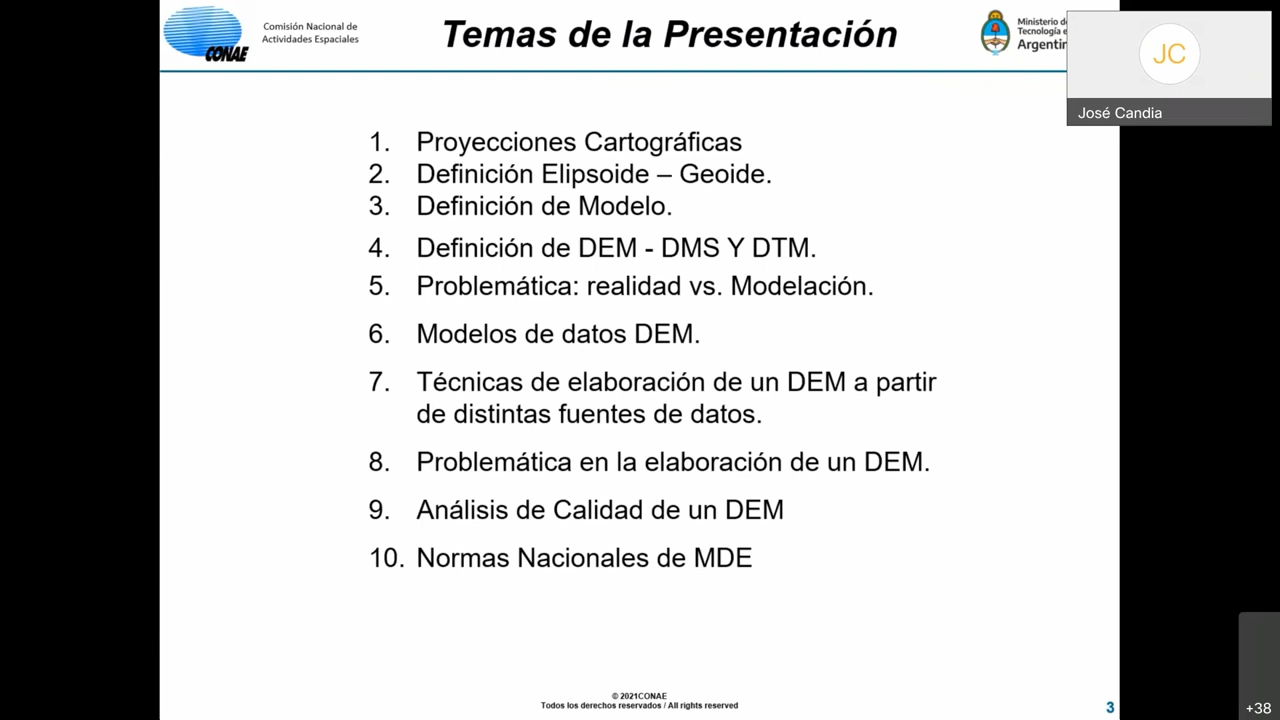 CONAE
Comisión Nacional de
Actividades Espaciales
Temas de la Presentación
Ministerio de
Tecnología e
Argentin
JC
José Candia
1. Proyecciones Cartográficas
2. Definición Elipsoide – Geoide.
3. Definición de Modelo.
4. Definición de DEM - DMS Y DTM.
5. Problemática: realidad vs. Modelación.
6. Modelos de datos DEM.
7. Técnicas de elaboración de un DEM a partir
de distintas fuentes de datos.
8. Problemática en la elaboración de un DEM.
9. Análisis de Calidad de un DEM
10. Normas Nacionales de MDE
© 2021CONAE
Todos los derechos reservados / All rights reserved
3
+38